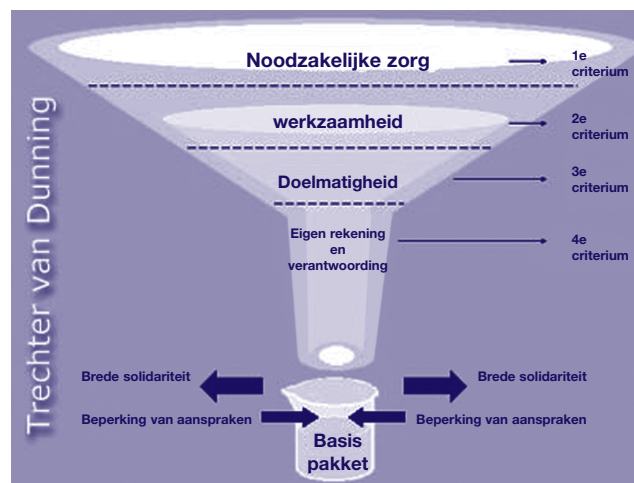 Trechter van Dunning
Noodzakelijke zorg
1e
criterium
werkzaamheid
2e
criterium
Doelmatigheid
3e
criterium
Eigen rekening
en
verantwoording
4e
criterium
Brede solidariteit
Brede solidariteit
Beperking van aanspraken
Beperking van aanspraken
Basis
pakket